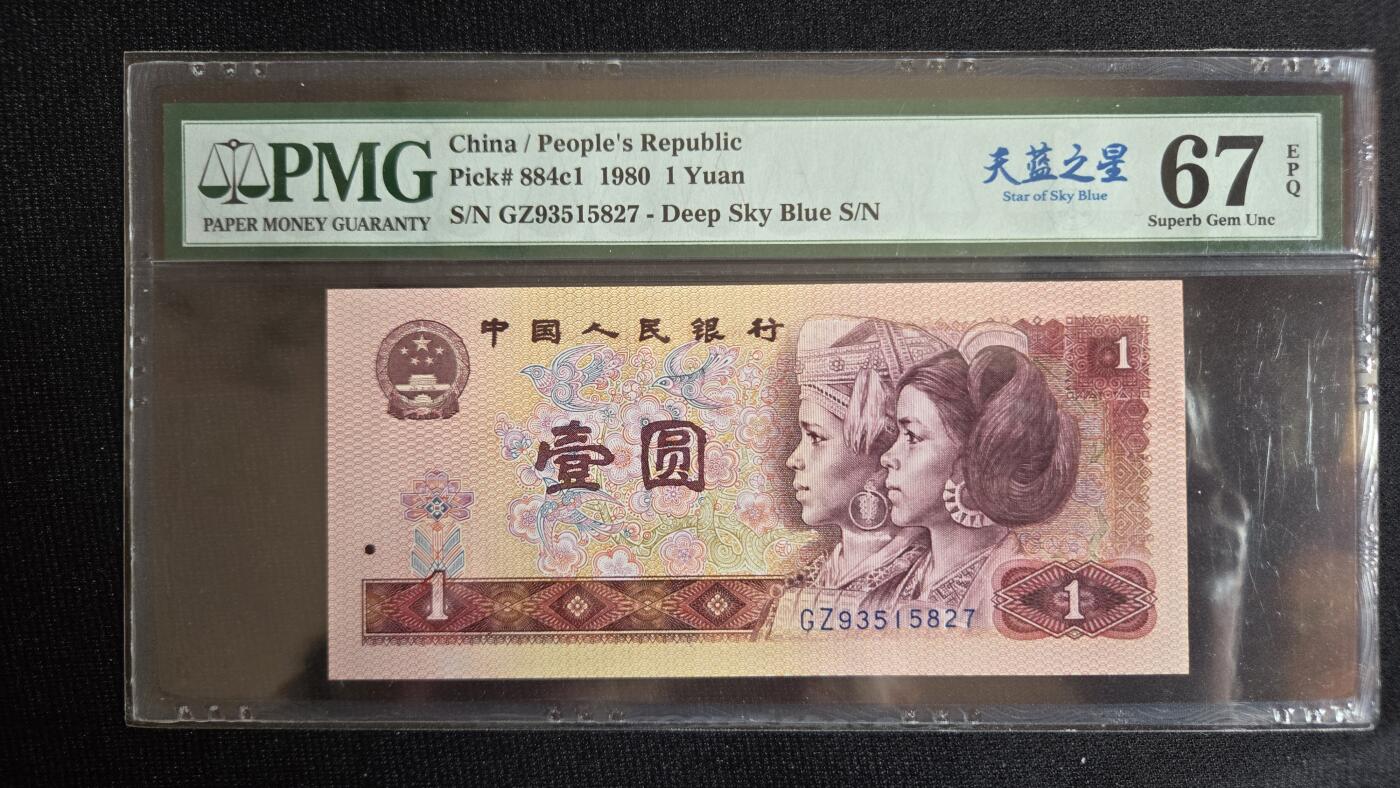 PMG
PAPER MONEY GUARANTY
China / People's Republic
Pick# 884c1 1980 1 Yuan
S/N GZ93515827 - Deep Sky Blue S/N
天蓝之星
Star of Sky Blue
67
Superb Gem Unc
EPQ
中国人民银行
1
壹圆
1
GZ93515827
1